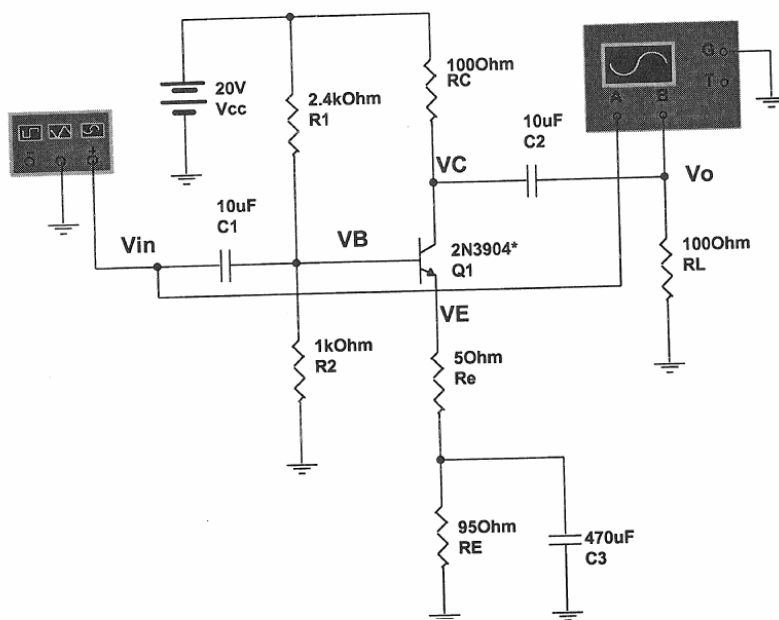 20V
Vcc
2.4kOhm
R1
100Ohm
RC
G
T
A
B
10uF
C2
VC
Vo
10uF
C1
Vin
VB
2N3904*
Q1
100Ohm
RL
VE
1kOhm
R2
5Ohm
Re
95Ohm
RE
470uF
C3